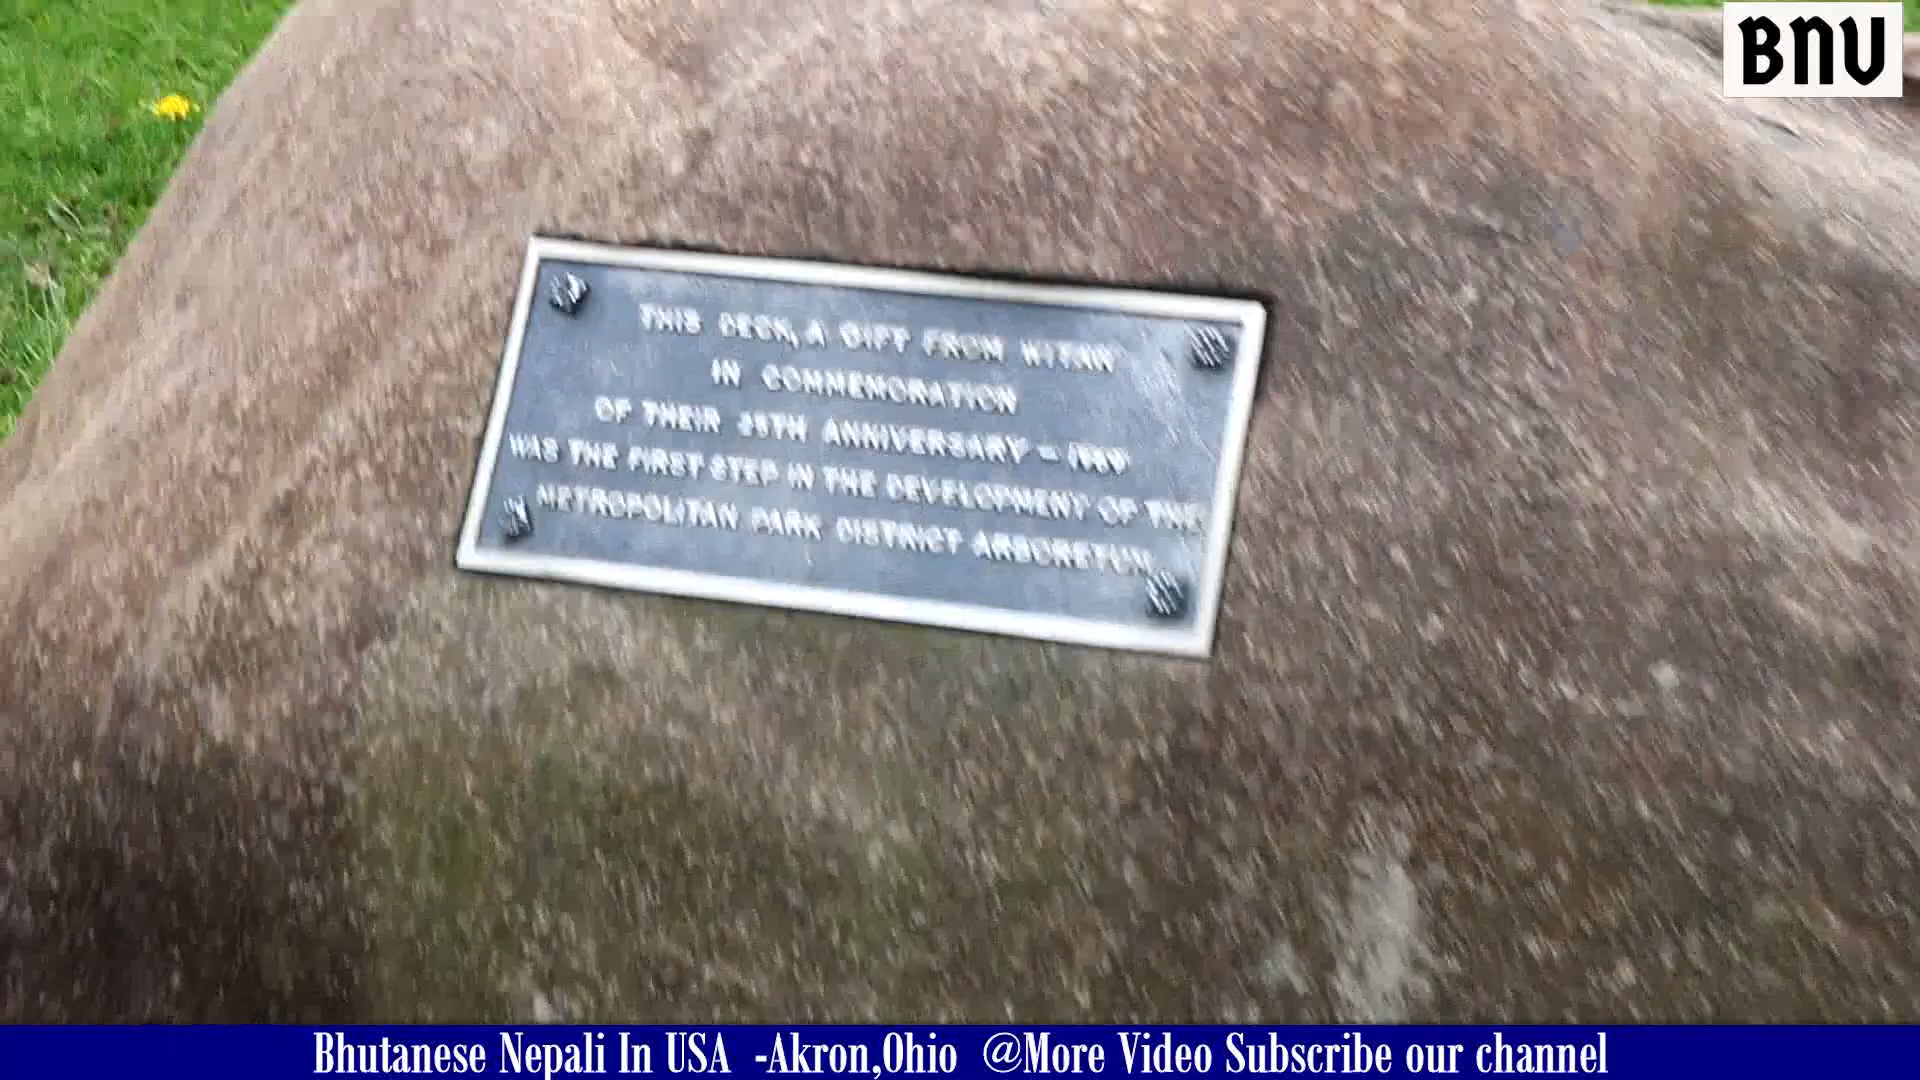 BNU
THIS DECK, A GIFT FROM
IN COMMEMORATION
OF THEIR ANNIVERSARY —
WAS THE FIRST STEP IN THE DEVELOPMENT OF THE
METROPOLITAN PARK DISTRICT ARBORETUM
Bhutanese Nepali In USA -Akron,Ohio @More Video Subscribe our channel